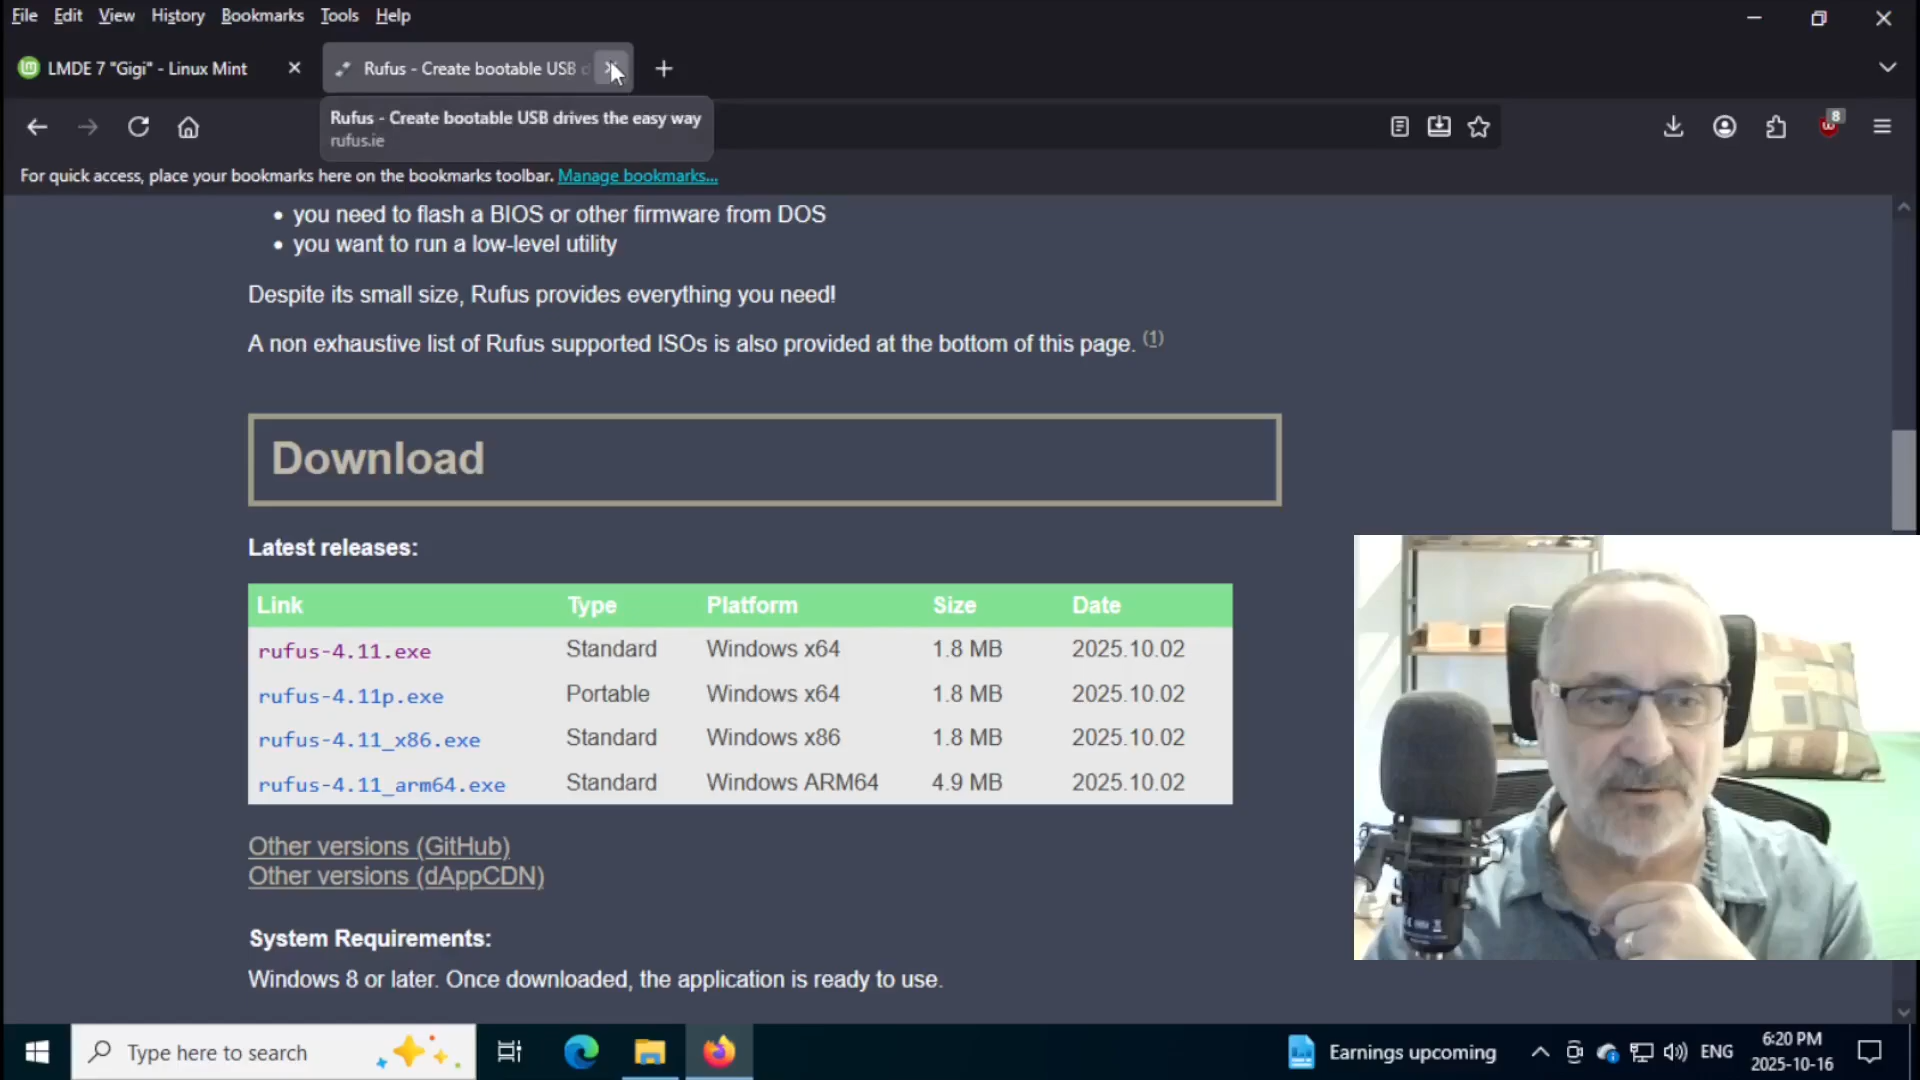 File Edit View History Bookmarks Tools Help
LMDE 7 "Gigi" - Linux Mint
Rufus - Create bootable USB
Rufus - Create bootable USB drives the easy way
rufus.ie
8
For quick access, place your bookmarks here on the bookmarks toolbar. Manage bookmarks...
• you need to flash a BIOS or other firmware from DOS
• you want to run a low-level utility
Despite its small size, Rufus provides everything you need!
A non exhaustive list of Rufus supported ISOs is also provided at the bottom of this page. (1)
Download
Latest releases:
Link Type Platform Size Date
rufus-4.11.exe Standard Windows x64 1.8 MB 2025.10.02
rufus-4.11p.exe Portable Windows x64 1.8 MB 2025.10.02
rufus-4.11_x86.exe Standard Windows x86 1.8 MB 2025.10.02
rufus-4.11_arm64.exe Standard Windows ARM64 4.9 MB 2025.10.02
Other versions (GitHub)
Other versions (dAppCDN)
System Requirements:
Windows 8 or later. Once downloaded, the application is ready to use.
Type here to search
Earnings upcoming
ENG
6:20 PM
2025-10-16